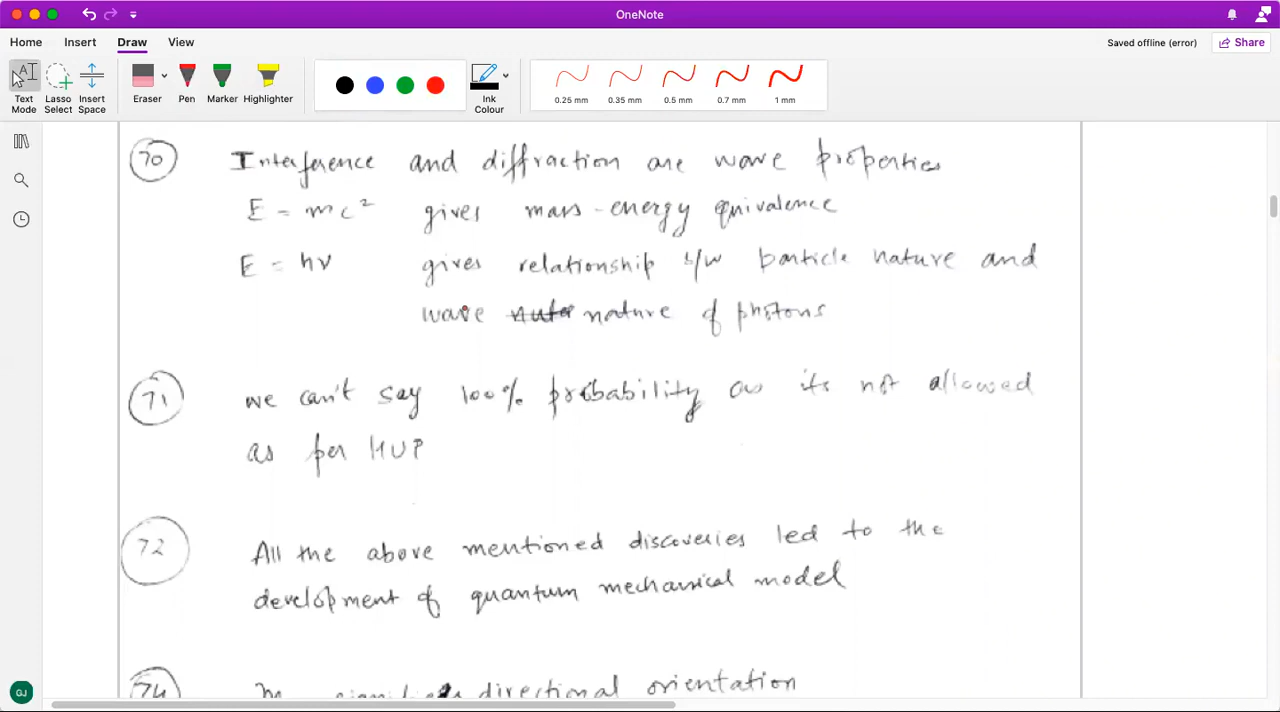 OneNote
Home Insert Draw View
Saved offline (error) Share
Text Mode
Lasso Select
Insert Space
Eraser
Pen
Marker
Highlighter
Ink Colour
0.25 mm 0.35 mm 0.5 mm 0.7 mm 1 mm
70 Interference and diffraction are wave properties
E = mc² gives mass-energy equivalence
E = hν gives relationship b/w particle nature and
wave nature of photons
71 we can't say 100% probability as its not allowed
as per HUP
72 All the above mentioned discoveries led to the
development of quantum mechanical model
74 directional orientation
GJ